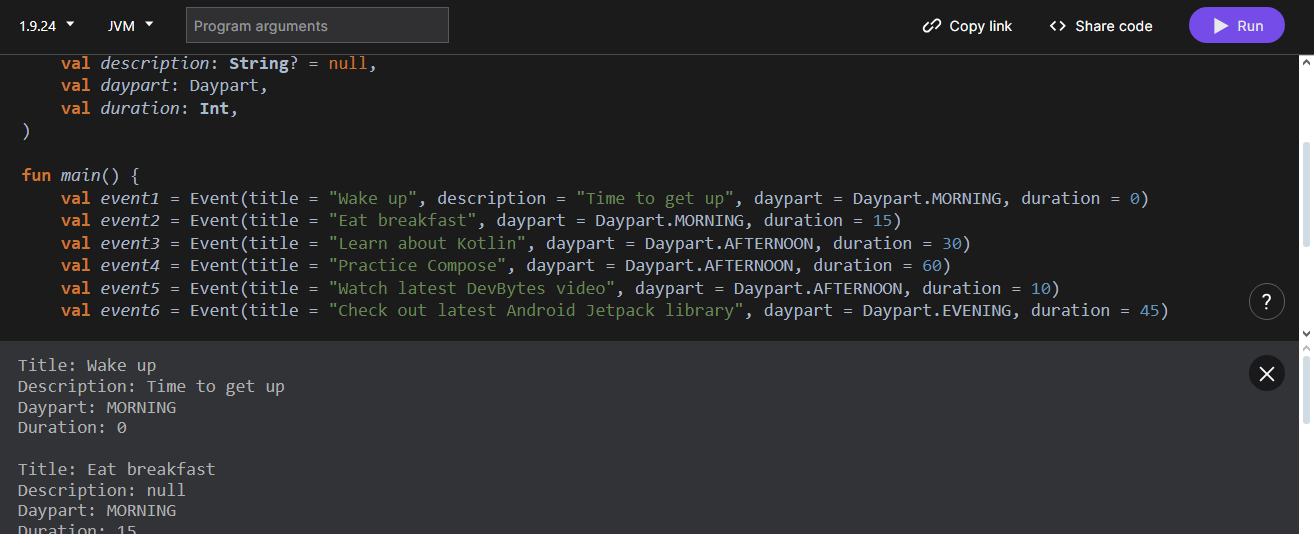 1.9.24 JVM Program arguments Copy link <> Share code Run
val description: String? = null,
val daypart: Daypart,
val duration: Int,
)
fun main() {
val event1 = Event(title = "Wake up", description = "Time to get up", daypart = Daypart.MORNING, duration = 0)
val event2 = Event(title = "Eat breakfast", daypart = Daypart.MORNING, duration = 15)
val event3 = Event(title = "Learn about Kotlin", daypart = Daypart.AFTERNOON, duration = 30)
val event4 = Event(title = "Practice Compose", daypart = Daypart.AFTERNOON, duration = 60)
val event5 = Event(title = "Watch latest DevBytes video", daypart = Daypart.AFTERNOON, duration = 10)
val event6 = Event(title = "Check out latest Android Jetpack library", daypart = Daypart.EVENING, duration = 45)
?
Title: Wake up
Description: Time to get up
Daypart: MORNING
Duration: 0
Title: Eat breakfast
Description: null
Daypart: MORNING
Duration: 15